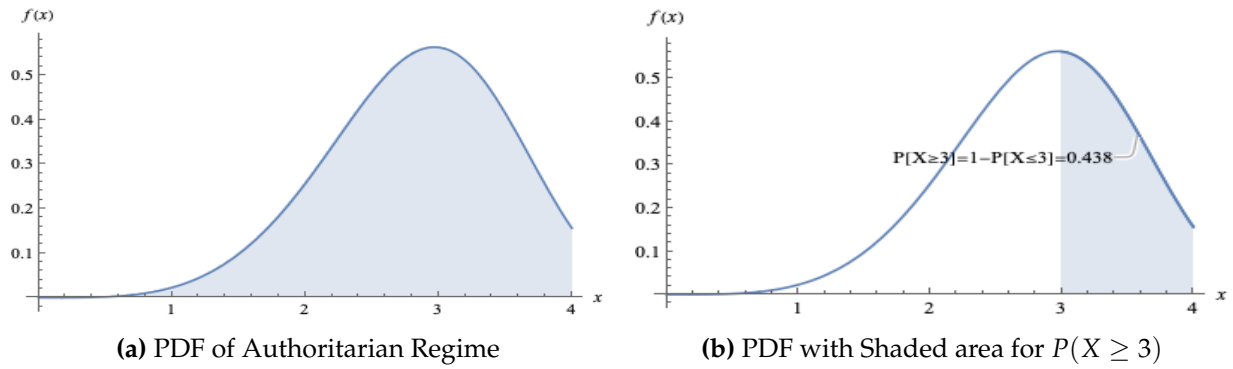 f(x)
0.5
0.4
0.3
0.2
0.1
1 2 3 4 x
(a) PDF of Authoritarian Regime
f(x)
0.5
0.4
0.3
0.2
0.1
P[X≥3]=1−P[X≤3]=0.438
1 2 3 4 x
(b) PDF with Shaded area for P(X ≥ 3)